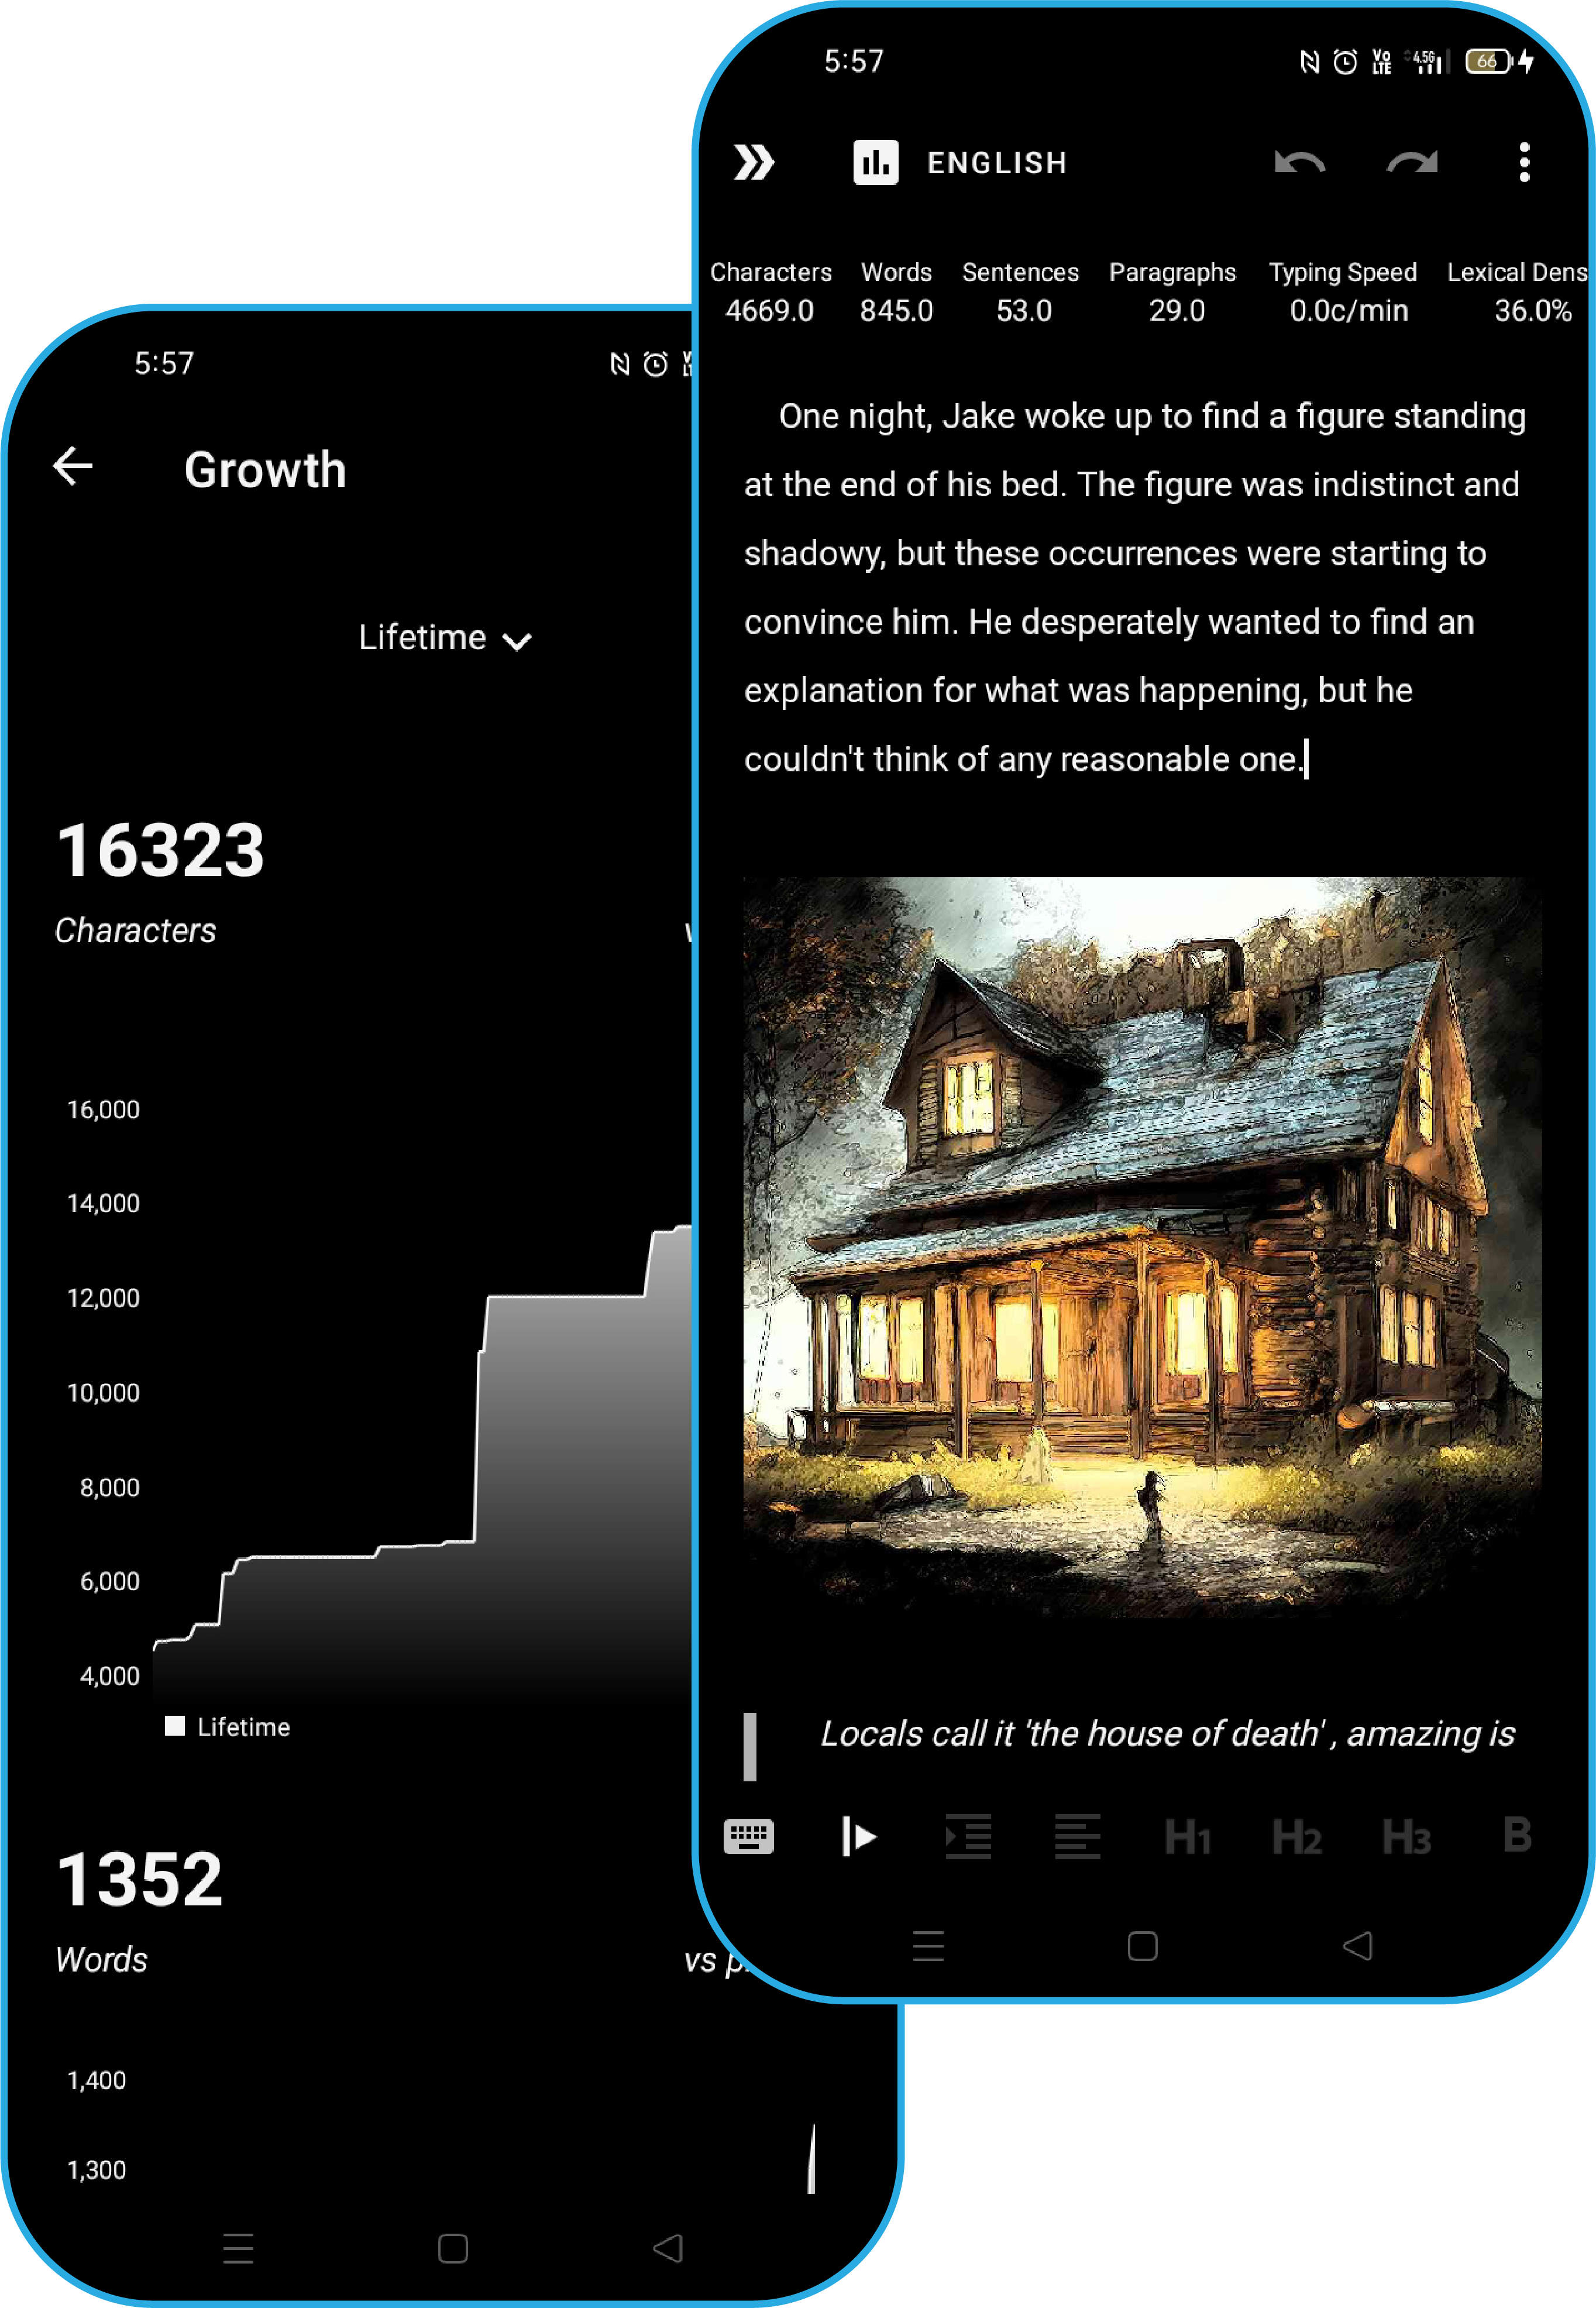 5:57
Growth
Lifetime
16323
Characters
16,000
14,000
12,000
10,000
8,000
6,000
4,000
Lifetime
1352
Words
vs
1,400
1,300
5:57
Vo
LTE
4.5G
66
ENGLISH
Characters Words Sentences Paragraphs Typing Speed Lexical Dens
4669.0 845.0 53.0 29.0 0.0c/min 36.0%
One night, Jake woke up to find a figure standing
at the end of his bed. The figure was indistinct and
shadowy, but these occurrences were starting to
convince him. He desperately wanted to find an
explanation for what was happening, but he
couldn't think of any reasonable one.
Locals call it 'the house of death' , amazing is
H1 H2 H3 B